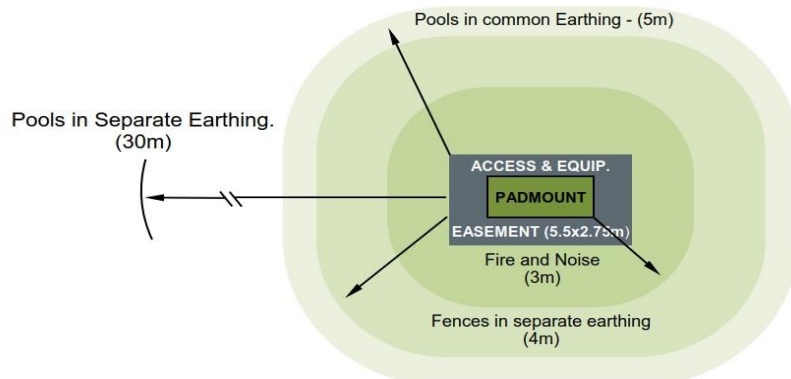 Pools in common Earthing - (5m)
Pools in Separate Earthing.
(30m)
ACCESS & EQUIP.
PADMOUNT
EASEMENT (5.5x2.75m)
Fire and Noise
(3m)
Fences in separate earthing
(4m)